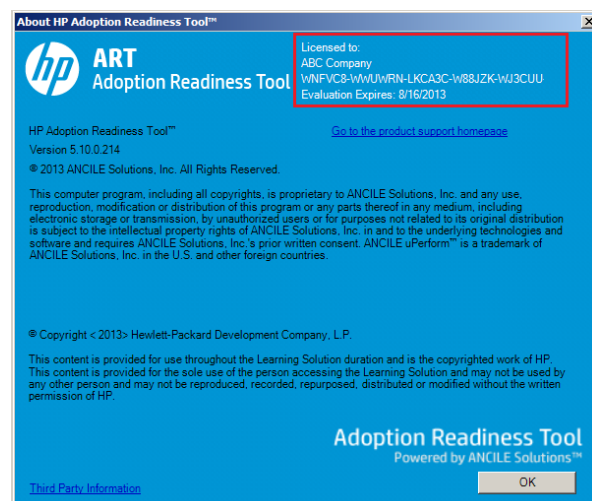 About HP Adoption Readiness Tool™
hp
ART
Adoption Readiness Tool
Licensed to:
ABC Company
WNFVC8-WWUWRN-LKCA3C-W88JZK-WJ3CUU
Evaluation Expires: 8/16/2013
HP Adoption Readiness Tool™
Go to the product support homepage
Version 5.10.0.214
© 2013 ANCILE Solutions, Inc. All Rights Reserved.
This computer program, including all copyrights, is proprietary to ANCILE Solutions, Inc. and any use,
reproduction, modification or distribution of this program or any parts thereof in any medium, including
electronic storage or transmission, by unauthorized users or for purposes not related to its original distribution
is subject to the intellectual property rights of ANCILE Solutions, Inc. in and to the underlying technologies and
software and requires ANCILE Solutions, Inc.'s prior written consent. ANCILE uPerform™ is a trademark of
ANCILE Solutions, Inc. in the U.S. and other foreign countries.
© Copyright < 2013> Hewlett-Packard Development Company, L.P.
This content is provided for use throughout the Learning Solution duration and is the copyrighted work of HP.
This content is provided for the sole use of the person accessing the Learning Solution and may not be used by
any other person and may not be reproduced, recorded, repurposed, distributed or modified without the written
permission of HP.
Adoption Readiness Tool
Powered by ANCILE Solutions™
Third Party Information
OK